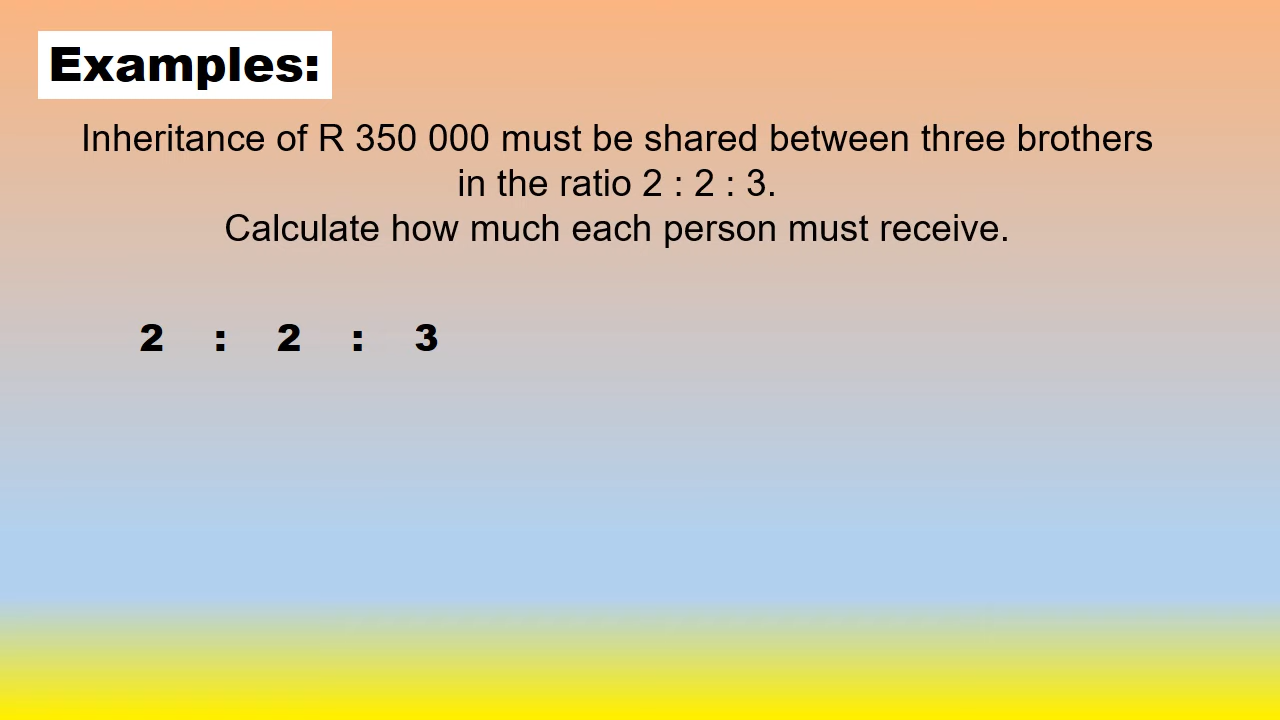 Examples:
Inheritance of R 350 000 must be shared between three brothers
in the ratio 2 : 2 : 3.
Calculate how much each person must receive.
2 : 2 : 3